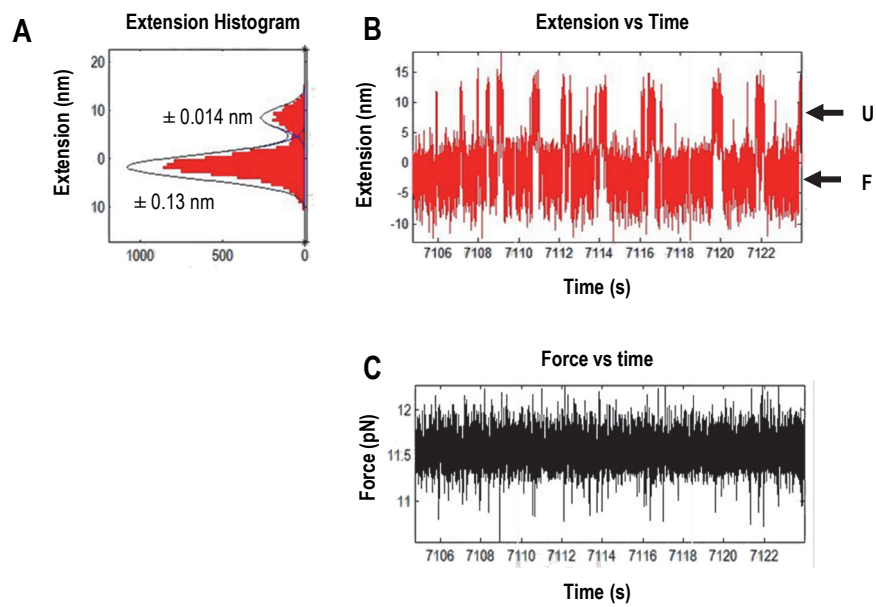 A
Extension Histogram
Extension (nm)
20
10
0
10
± 0.014 nm
± 0.13 nm
1000
500
0
B
Extension vs Time
Extension (nm)
15
10
5
0
-5
-10
U
F
7106 7108 7110 7112 7114 7116 7118 7120 7122
Time (s)
C
Force vs time
Force (pN)
12
11.5
11
7106 7108 7110 7112 7114 7116 7118 7120 7122
Time (s)